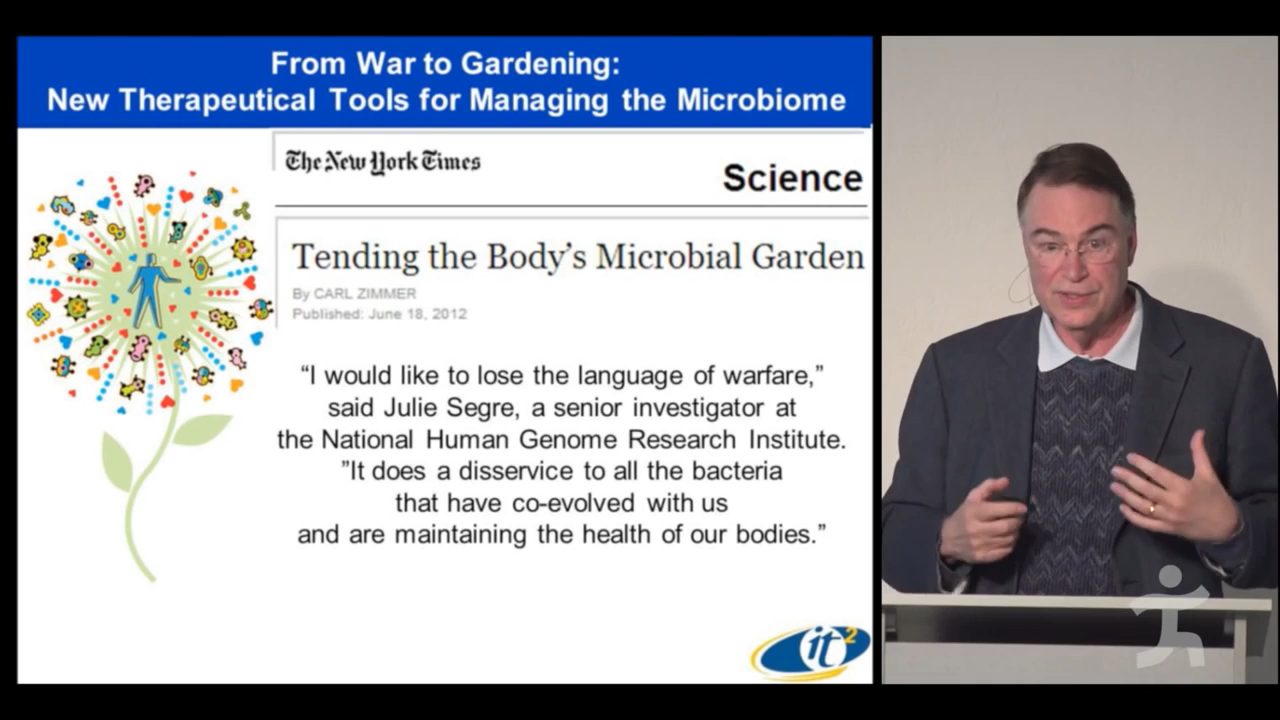 From War to Gardening:
New Therapeutical Tools for Managing the Microbiome
The New York Times
Science
Tending the Body’s Microbial Garden
By CARL ZIMMER
Published: June 18, 2012
“I would like to lose the language of warfare,”
said Julie Segre, a senior investigator at
the National Human Genome Research Institute.
”It does a disservice to all the bacteria
that have co-evolved with us
and are maintaining the health of our bodies.”
it2